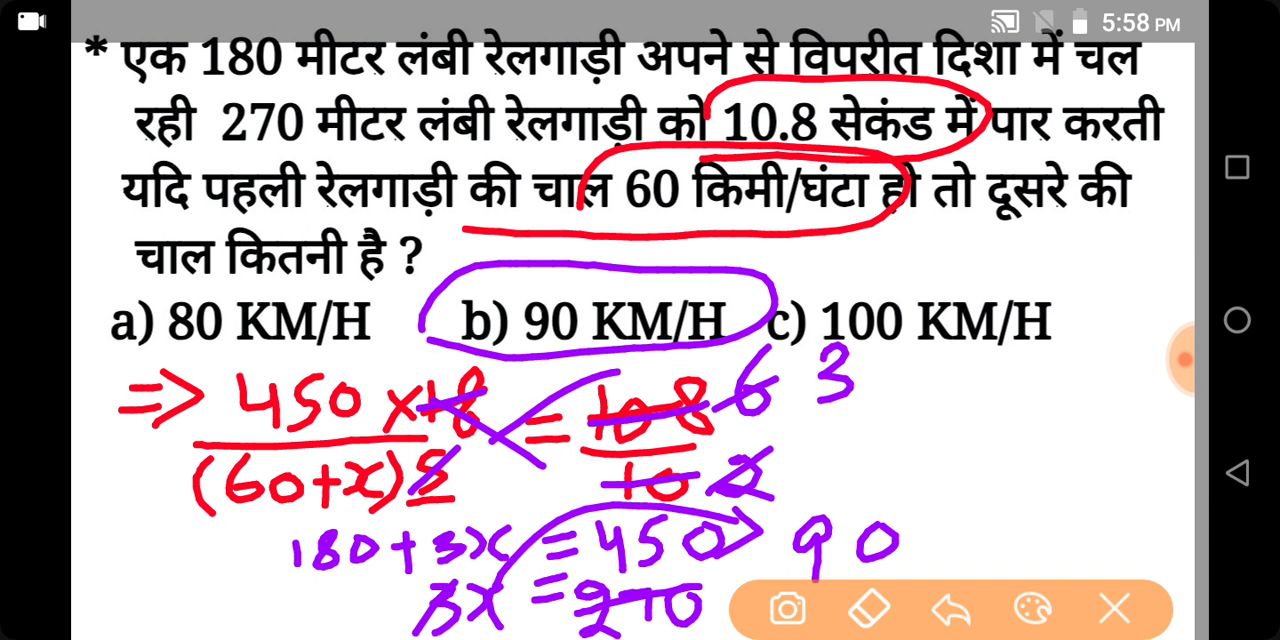 5:58 PM
* एक 180 मीटर लंबी रेलगाड़ी अपने से विपरीत दिशा में चल
रही 270 मीटर लंबी रेलगाड़ी को 10.8 सेकंड में पार करती
यदि पहली रेलगाड़ी की चाल 60 किमी/घंटा हो तो दूसरे की
चाल कितनी है ?
a) 80 KM/H b) 90 KM/H c) 100 KM/H
=> 450 x 18 = 108 6 3
(60+x) 5 10 2
180 + 3x = 450 90
3x = 270